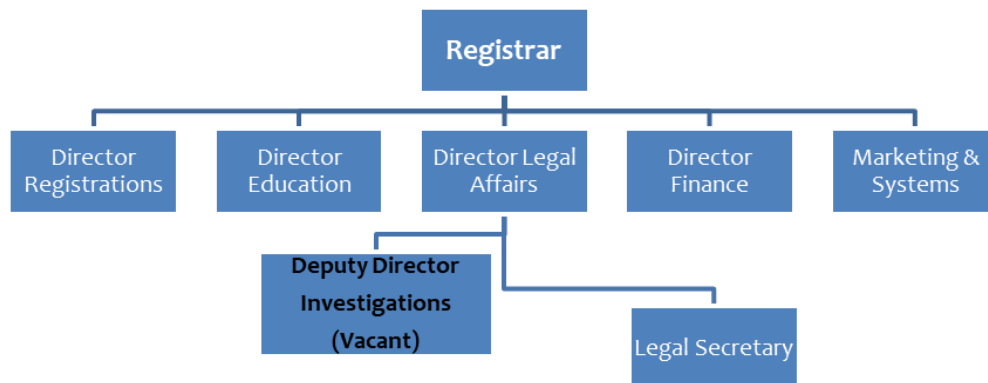 Registrar
Director
Registrations
Director
Education
Director Legal
Affairs
Director
Finance
Marketing &
Systems
Deputy Director
Investigations
(Vacant)
Legal Secretary